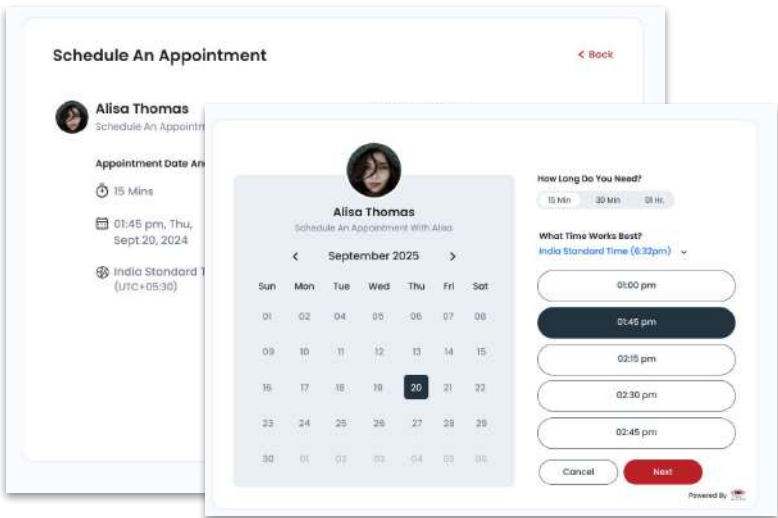 Schedule An Appointment
< Back
Alisa Thomas
Schedule An Appointm
Appointment Date An
15 Mins
01:45 pm, Thu,
Sept 20, 2024
India Standard T
(UTC+05:30)
Alisa Thomas
Schedule An Appointment With Alisa
< September 2025 >
Sun Mon Tue Wed Thu Fri Sat
01 02 04 05 06 07 08
09 10 11 12 13 14 15
16 17 18 19 20 21 22
23 24 25 26 27 28 29
30 01 02 03 04 05 06
How Long Do You Need?
15 Min 30 Min 01 Hr.
What Time Works Best?
India Standard Time (6:32pm)
01:00 pm
01:45 pm
02:15 pm
02:30 pm
02:45 pm
Cancel Next
Powered By